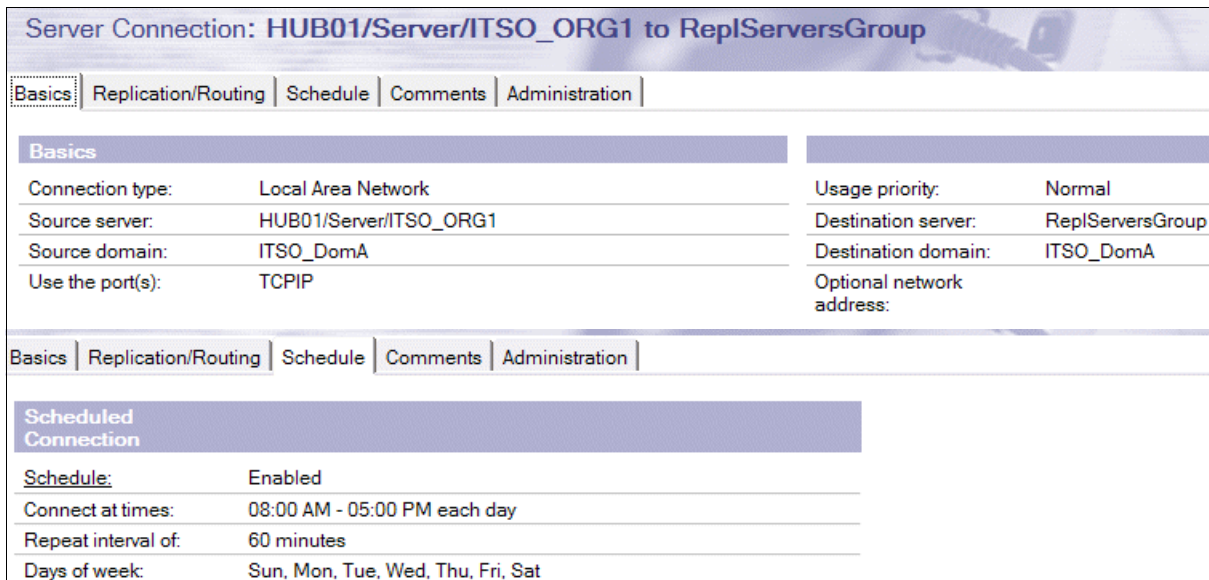 Server Connection: HUB01/Server/ITSO_ORG1 to ReplServersGroup
Basics Replication/Routing Schedule Comments Administration
Basics
Connection type: Local Area Network Usage priority: Normal
Source server: HUB01/Server/ITSO_ORG1 Destination server: ReplServersGroup
Source domain: ITSO_DomA Destination domain: ITSO_DomA
Use the port(s): TCPIP Optional network
address:
Basics Replication/Routing Schedule Comments Administration
Scheduled
Connection
Schedule: Enabled
Connect at times: 08:00 AM - 05:00 PM each day
Repeat interval of: 60 minutes
Days of week: Sun, Mon, Tue, Wed, Thu, Fri, Sat